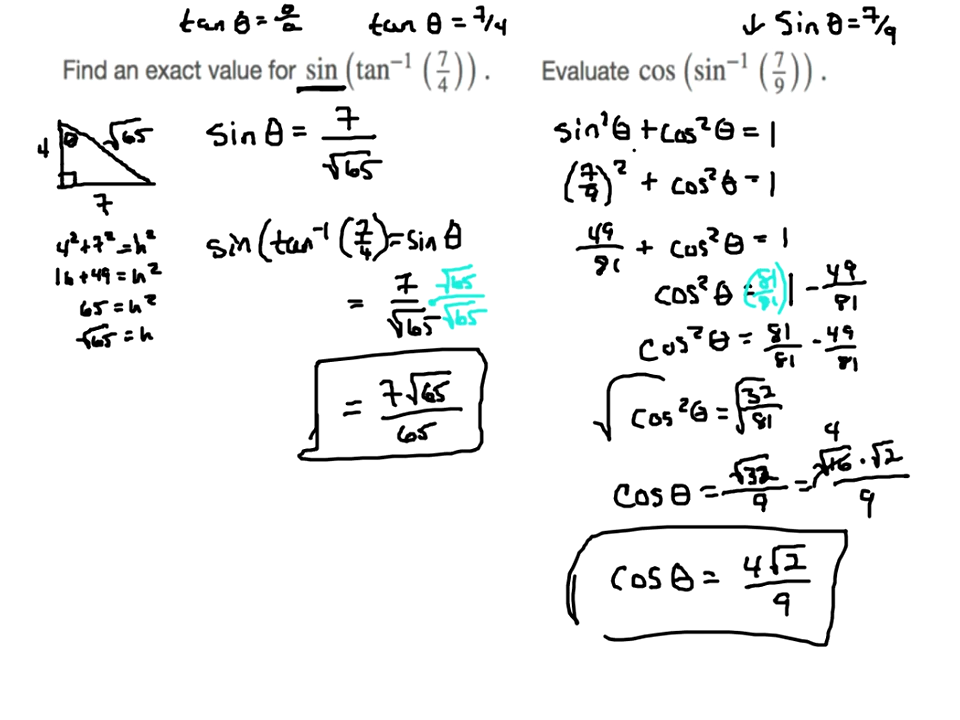 tan θ = o/a tan θ = 7/4
Find an exact value for sin (tan⁻¹ (7/4)) .
4 θ √65
7
4² + 7² = h²
16 + 49 = h²
65 = h²
√65 = h
sin θ = 7/√65
sin (tan⁻¹ (7/4) = sin θ
= 7/√65 · √65/√65
= 7√65/65
↓ sin θ = 7/9
Evaluate cos (sin⁻¹ (7/9)) .
sin²θ + cos²θ = 1
(7/9)² + cos²θ = 1
49/81 + cos²θ = 1
cos²θ = (81/81) 1 - 49/81
cos²θ = 81/81 - 49/81
√cos²θ = √32/81
cos θ = √32/9 = 4 √16 · √2/9
cos θ = 4√2/9